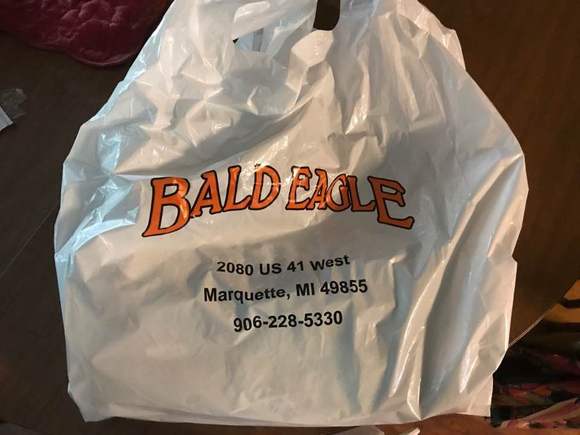 BALD EAGLE
2080 US 41 West
Marquette, MI 49855
906-228-5330